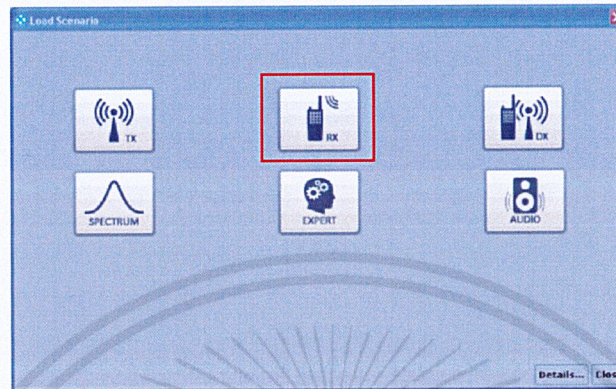 Load Scenario
TX
RX
DX
SPECTRUM
EXPERT
AUDIO
Details...